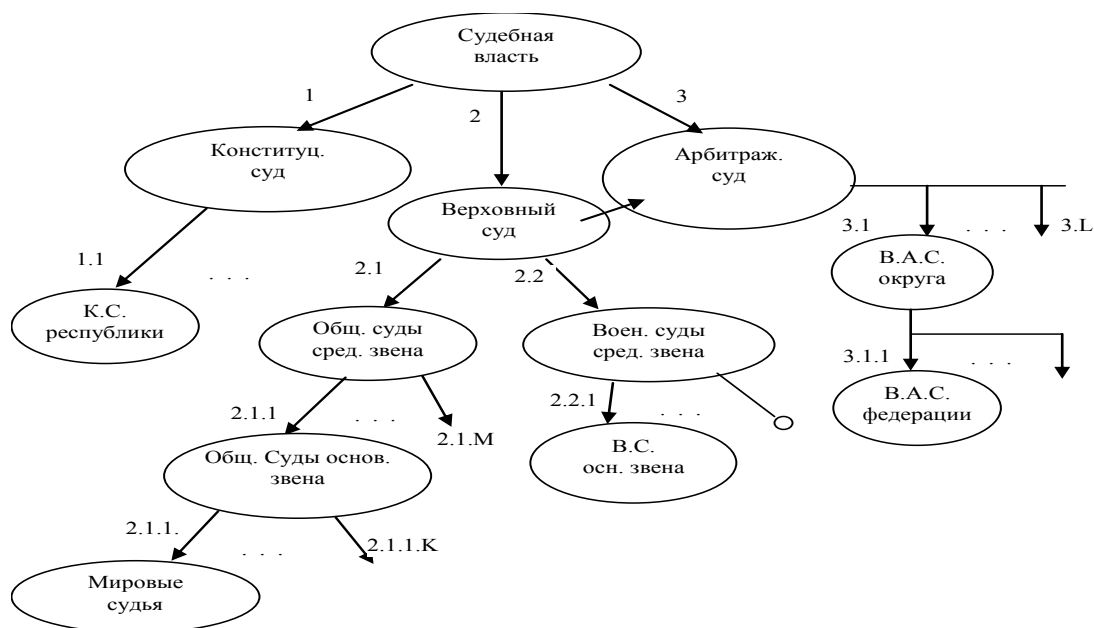 Судебная
власть
1
2
3
Конституц.
суд
Арбитраж.
суд
Верховный
суд
1.1
. . .
2.1
2.2
3.1
. . .
3.L
В.А.С.
округа
К.С.
республики
Общ. суды
сред. звена
Воен. суды
сред. звена
3.1.1
. . .
В.А.С.
федерации
2.1.1
. . .
2.1.M
2.2.1
. . .
Общ. Суды основ.
звена
В.С.
осн. звена
2.1.1.
. . .
2.1.1.K
Мировые
судья